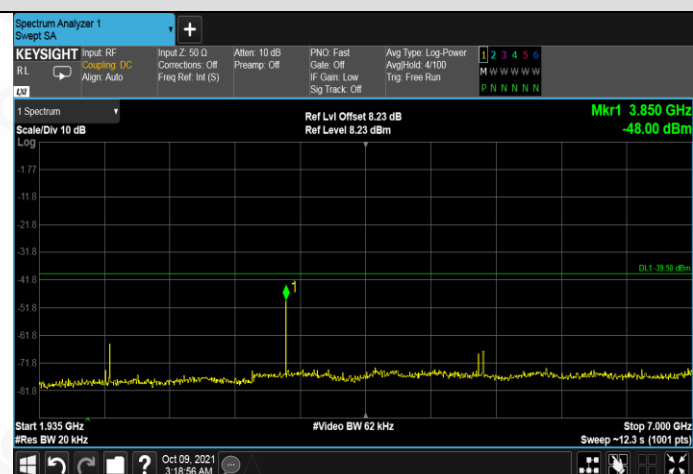 Spectrum Analyzer 1
Swept SA
+
KEYSIGHT
RL
LXI
Input: RF
Coupling: DC
Align: Auto
Input Z: 50 Ω
Corrections: Off
Freq Ref: Int (S)
Atten: 10 dB
Preamp: Off
PNO: Fast
Gate: Off
IF Gain: Low
Sig Track: Off
Avg Type: Log-Power
Avg|Hold: 4/100
Trig: Free Run
1 2 3 4 5 6
M W W W W W
P N N N N N
1 Spectrum
Scale/Div 10 dB
Ref Lvl Offset 8.23 dB
Ref Level 8.23 dBm
Mkr1 3.850 GHz
-48.00 dBm
Log
-1.77
-11.8
-21.8
-31.8
DL1 -39.50 dBm
-41.8
1
-51.8
-61.8
-71.8
-81.8
Start 1.935 GHz
#Video BW 62 kHz
Stop 7.000 GHz
#Res BW 20 kHz
Sweep ~12.3 s (1001 pts)
?
Oct 09, 2021
3:18:56 AM